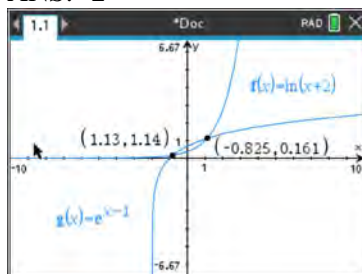 1.1
*Doc
RAD
6.67
y
f(x)=ln(x+2)
(1.13, 1.14)
1
x
-10
1
(-0.825,0.161)
10
g(x)=e^x-1
-6.67